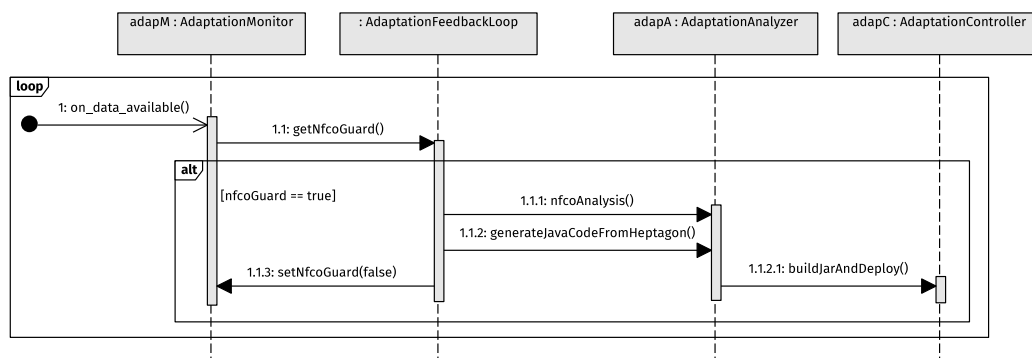 adapM : AdaptationMonitor
: AdaptationFeedbackLoop
adapA : AdaptationAnalyzer
adapC : AdaptationController
loop
1: on_data_available()
1.1: getNfcoGuard()
alt
[nfcoGuard == true]
1.1.1: nfcoAnalysis()
1.1.2: generateJavaCodeFromHeptagon()
1.1.3: setNfcoGuard(false)
1.1.2.1: buildJarAndDeploy()